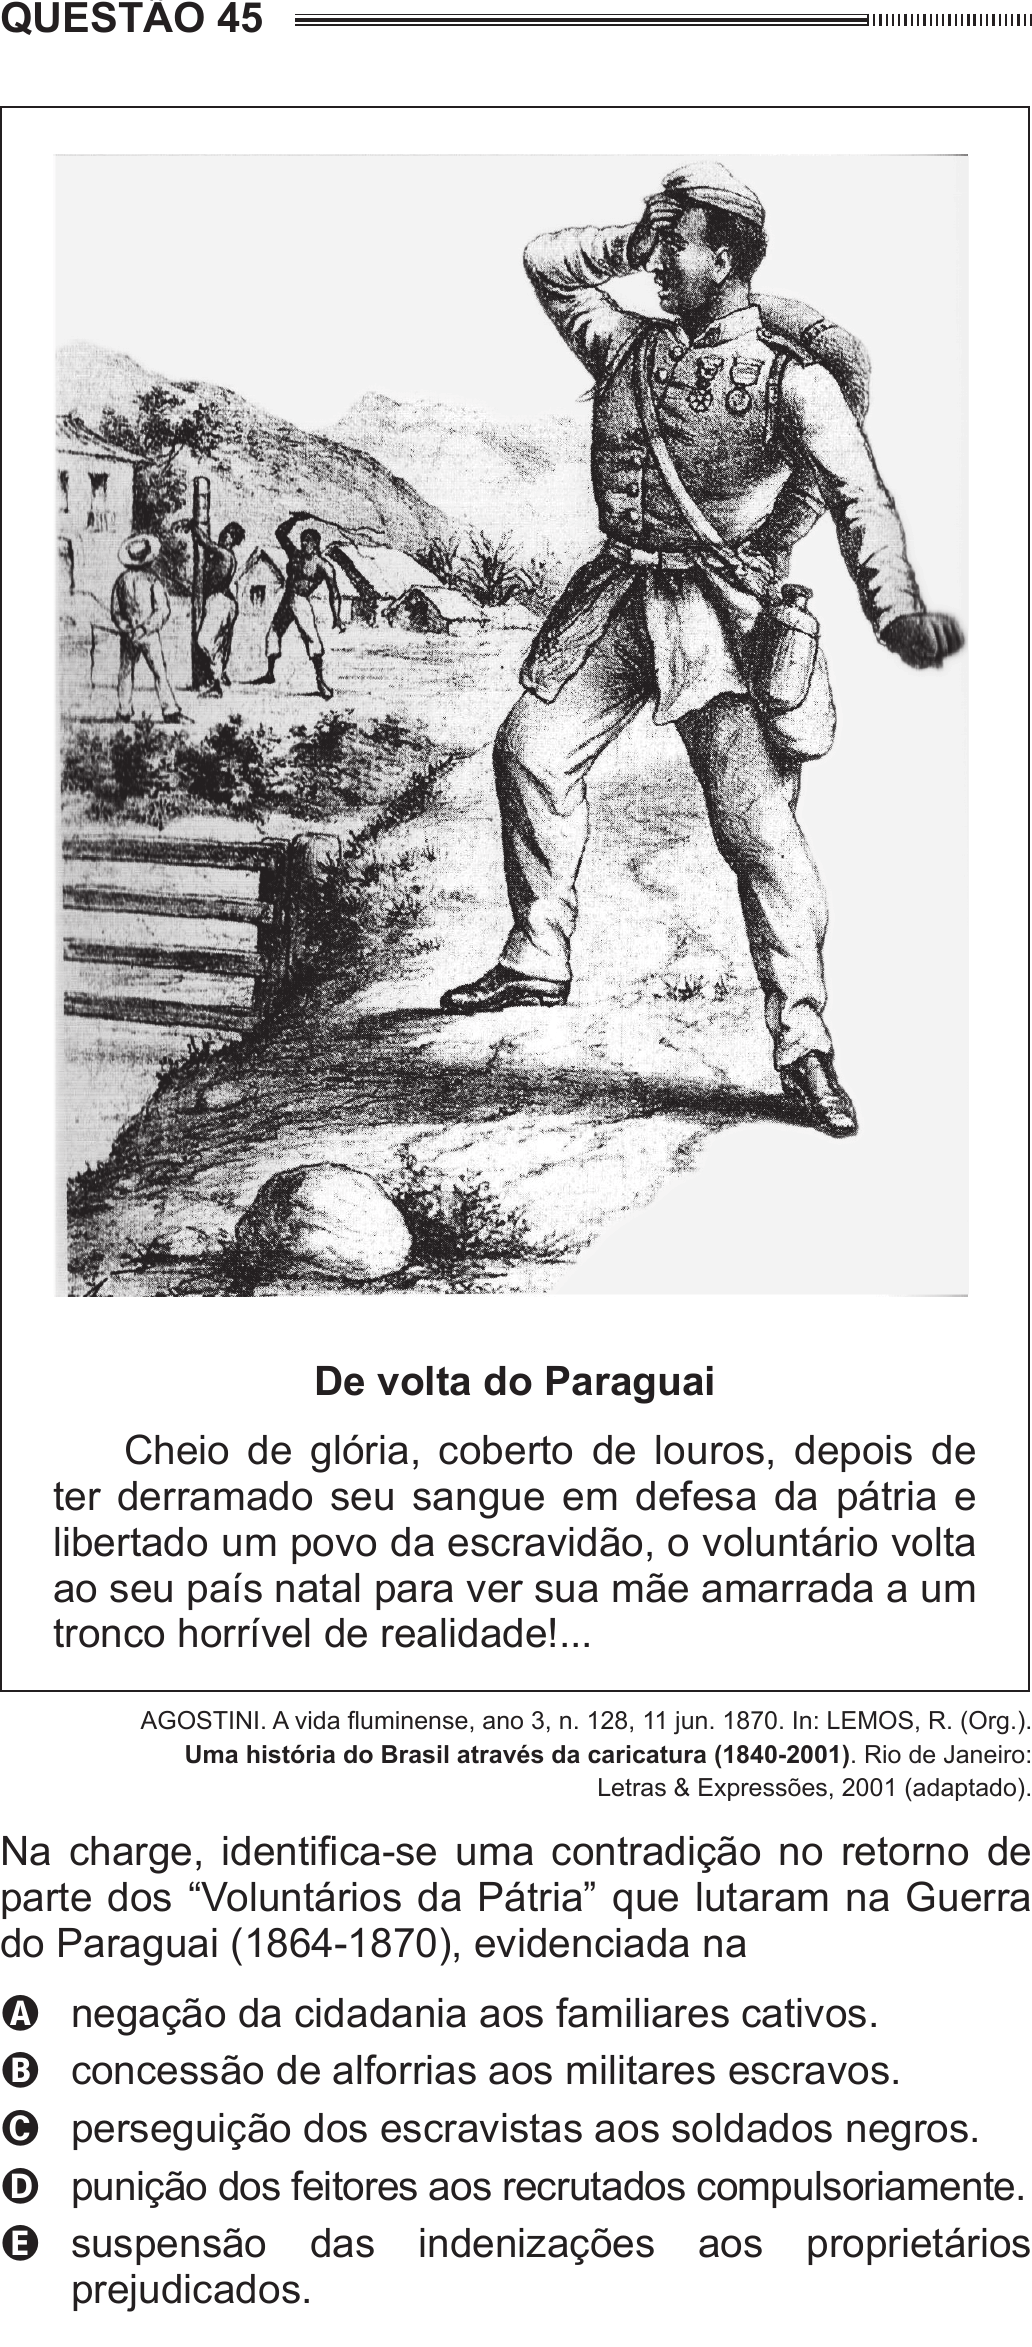 QUESTÃO 45
De volta do Paraguai
Cheio de glória, coberto de louros, depois de
ter derramado seu sangue em defesa da pátria e
libertado um povo da escravidão, o voluntário volta
ao seu país natal para ver sua mãe amarrada a um
tronco horrível de realidade!...
AGOSTINI. A vida fluminense, ano 3, n. 128, 11 jun. 1870. In: LEMOS, R. (Org.).
Uma história do Brasil através da caricatura (1840-2001). Rio de Janeiro:
Letras & Expressões, 2001 (adaptado).
Na charge, identifica-se uma contradição no retorno de
parte dos “Voluntários da Pátria” que lutaram na Guerra
do Paraguai (1864-1870), evidenciada na
A negação da cidadania aos familiares cativos.
B concessão de alforrias aos militares escravos.
C perseguição dos escravistas aos soldados negros.
D punição dos feitores aos recrutados compulsoriamente.
E suspensão das indenizações aos proprietários
prejudicados.